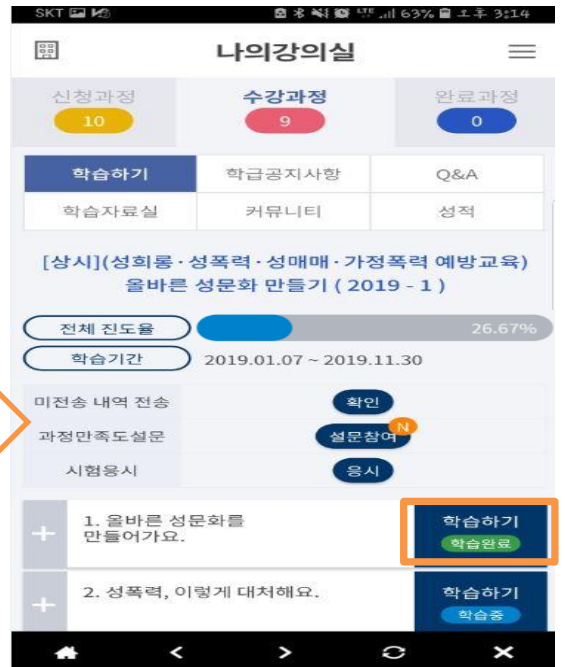 SKT 63% 오후 3:14
나의강의실
신청과정 수강과정 완료과정
10 9 0
학습하기 학급공지사항 Q&A
학습자료실 커뮤니티 성적
[상시](성희롱·성폭력·성매매·가정폭력 예방교육)
올바른 성문화 만들기 ( 2019 - 1 )
전체 진도율 26.67%
학습기간 2019.01.07 ~ 2019.11.30
미전송 내역 전송 확인
과정만족도설문 설문참여 N
시험응시 응시
1. 올바른 성문화를 학습하기
만들어가요. 학습완료
2. 성폭력, 이렇게 대처해요. 학습하기
학습중